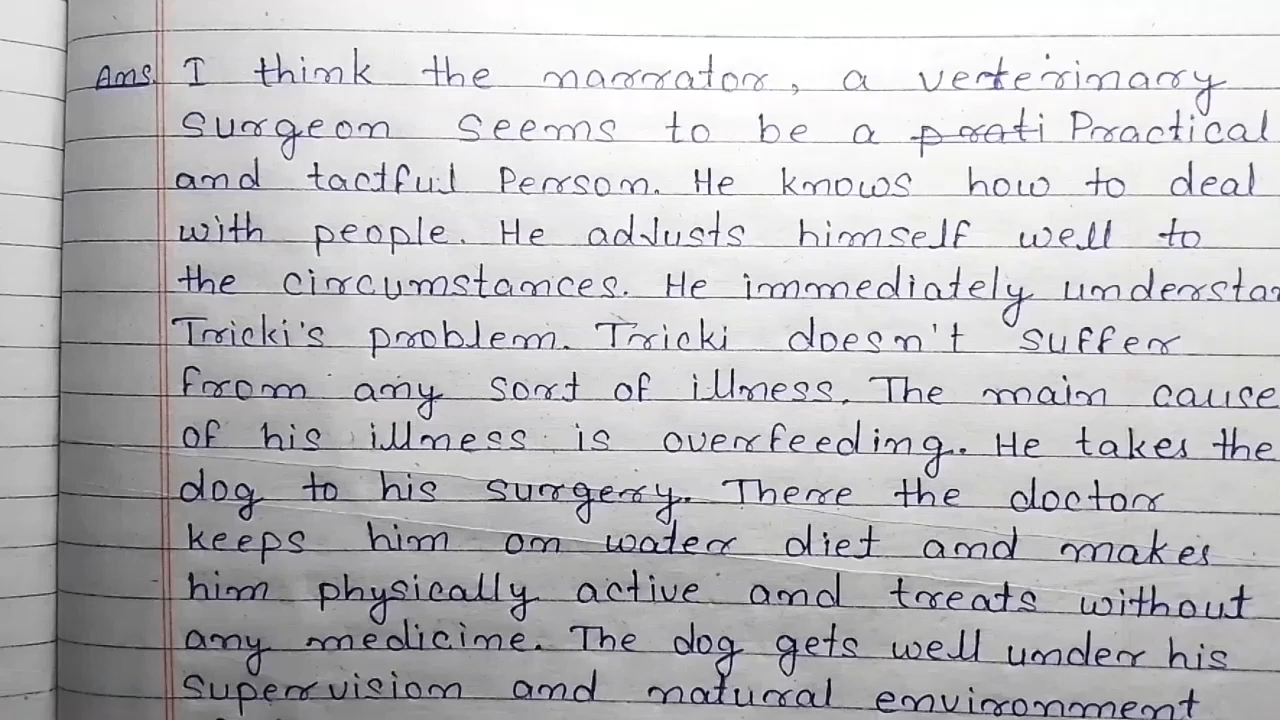 Ans. I think the narrator, a veterinary
Surgeon seems to be a prati Practical
and tactful Person. He knows how to deal
with people. He adjusts himself well to
the circumstances. He immediately understa
Tricki's problem. Tricki doesn't suffer
from any sort of illness. The main cause
of his illness is overfeeding. He takes the
dog to his surgery. There the doctor
keeps him on water diet and makes
him physically active and treats without
any medicine. The dog gets well under his
supervision and natural environment